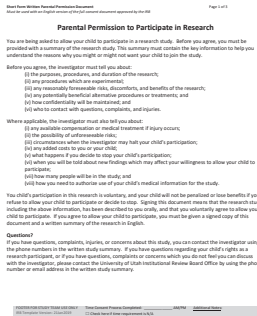 Short Form Written Parental Permission Document
Page 1 of 6
Must be used with an English version of the full consent document approved by the IRB
Parental Permission to Participate in Research
You are being asked to allow your child to participate in a research study. Before you agree, you must be
provided with a summary of the research study. This summary must contain the key information to help you
understand the reasons why you might or might not want your child to join the study.
Before you agree, the investigator must tell you about:
(i) the purposes, procedures, and duration of the research;
(ii) any procedures which are experimental;
(iii) any reasonably foreseeable risks, discomforts, and benefits of the research;
(iv) any potentially beneficial alternative procedures or treatments; and
(v) how confidentiality will be maintained; and
(vi) who to contact with questions, complaints, and injuries.
Where applicable, the investigator must also tell you about:
(i) any available compensation or medical treatment if injury occurs;
(ii) the possibility of unforeseeable risks;
(iii) circumstances when the investigator may halt your child's participation;
(iv) any added costs to you or your child;
(v) what happens if you decide to stop your child's participation;
(vi) when you will be told about new findings which may affect your willingness to allow your child to
participate;
(vii) how many people will be in the study; and
(viii) how you need to authorize use of your child's medical information for the study.
You child's participation in this research is voluntary, and your child will not be penalized or lose benefits if yo
refuse to allow your child to participate or decide to stop. Signing this document means that the research stu
including the above information, has been described to you orally, and that you voluntarily agree to allow you
child to participate. If you agree to allow your child to participate, you must be given a signed copy of this
document and a written summary of the research in English.
Questions?
If you have questions, complaints, injuries, or concerns about this study, you can contact the investigator usin
the phone numbers in the written study summary. If you have questions regarding your child's rights as a
research participant, or if you have questions, complaints or concerns which you do not feel you can discuss
with the investigator, please contact the University of Utah Institutional Review Board Office by using the pho
number or email address in the written study summary.
FOOTER FOR STUDY TEAM USE ONLY
Time Consent Process Completed: AM/PM
Additional Notes: